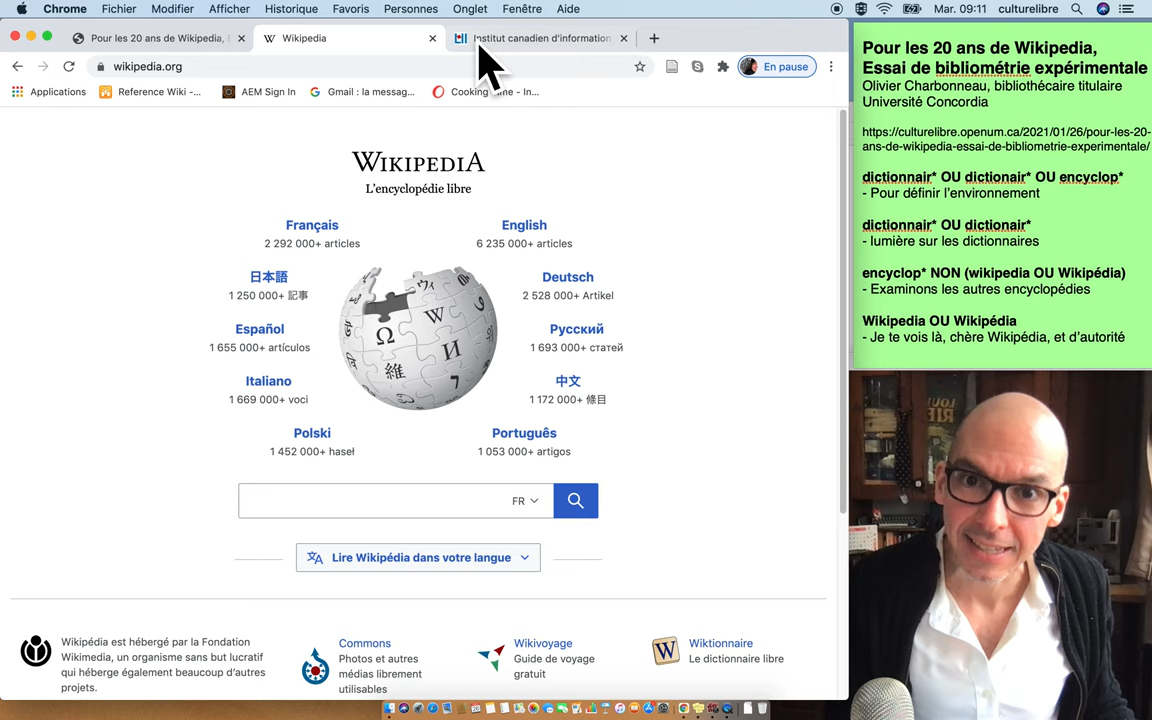 Chrome Fichier Modifier Afficher Historique Favoris Personnes Onglet Fenêtre Aide Mar. 09:11 culturelibre
Pour les 20 ans de Wikipedia, E
Wikipedia
Institut canadien d'information
wikipedia.org
En pause
Applications
Reference Wiki -...
AEM Sign In
Gmail : la messag...
Cooking Time - In...
WIKIPEDIA
L'encyclopédie libre
Français
2 292 000+ articles
English
6 235 000+ articles
日本語
1 250 000+ 記事
Deutsch
2 528 000+ Artikel
Español
1 655 000+ artículos
Русский
1 693 000+ статей
Italiano
1 669 000+ voci
中文
1 172 000+ 條目
Polski
1 452 000+ haseł
Português
1 053 000+ artigos
FR
Lire Wikipédia dans votre langue
Wikipédia est hébergé par la Fondation
Wikimedia, un organisme sans but lucratif
qui héberge également beaucoup d'autres
projets.
Commons
Photos et autres
médias librement
utilisables
Wikivoyage
Guide de voyage
gratuit
Wiktionnaire
Le dictionnaire libre
Pour les 20 ans de Wikipedia,
Essai de bibliométrie expérimentale
Olivier Charbonneau, bibliothécaire titulaire
Université Concordia
https://culturelibre.openum.ca/2021/01/26/pour-les-20-
ans-de-wikipedia-essai-de-bibliometrie-experimentale/
dictionnair* OU dictionair* OU encyclop*
- Pour définir l'environnement
dictionnair* OU dictionair*
- lumière sur les dictionnaires
encyclop* NON (wikipedia OU Wikipédia)
- Examinons les autres encyclopédies
Wikipedia OU Wikipédia
- Je te vois là, chère Wikipédia, et d'autorité